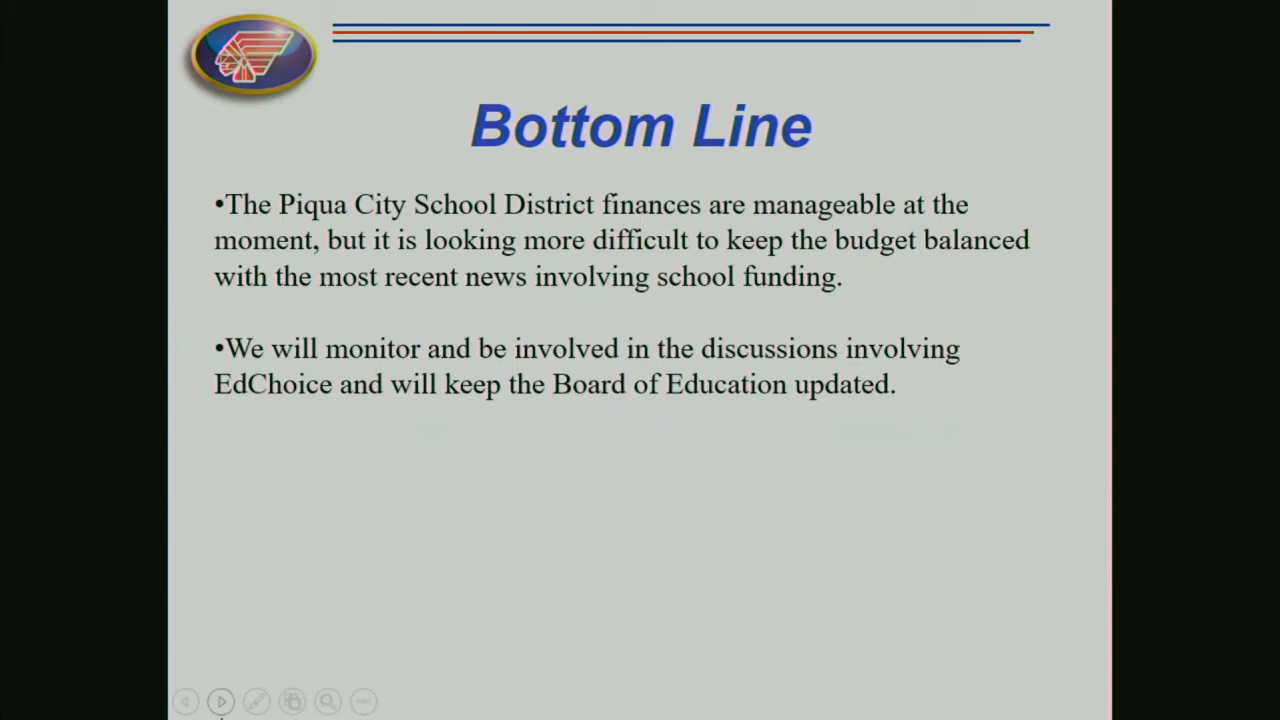 Bottom Line
•The Piqua City School District finances are manageable at the
moment, but it is looking more difficult to keep the budget balanced
with the most recent news involving school funding.
•We will monitor and be involved in the discussions involving
EdChoice and will keep the Board of Education updated.